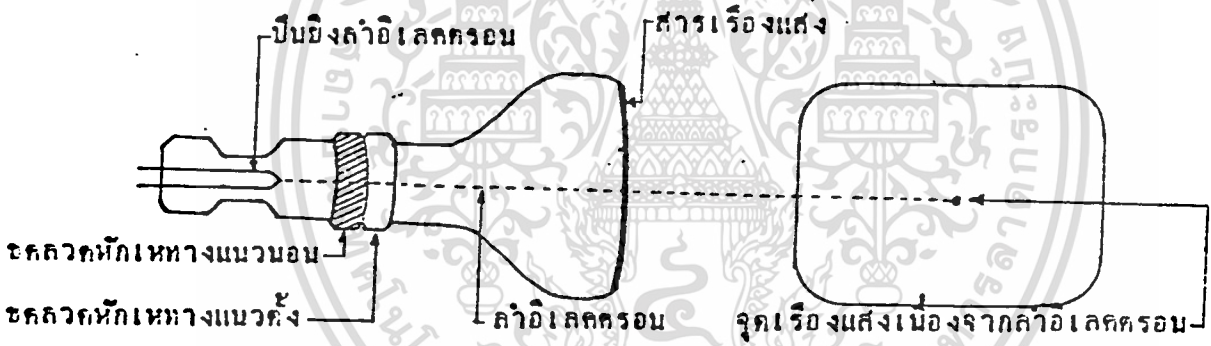 ปืนยิงลำอิเลคตรอน
สารเรืองแสง
ขดลวดหักเหทางแนวนอน
ขดลวดหักเหทางแนวตั้ง
ลำอิเลคตรอน
จุดเรืองแสงเนื่องจากลำอิเลคตรอน